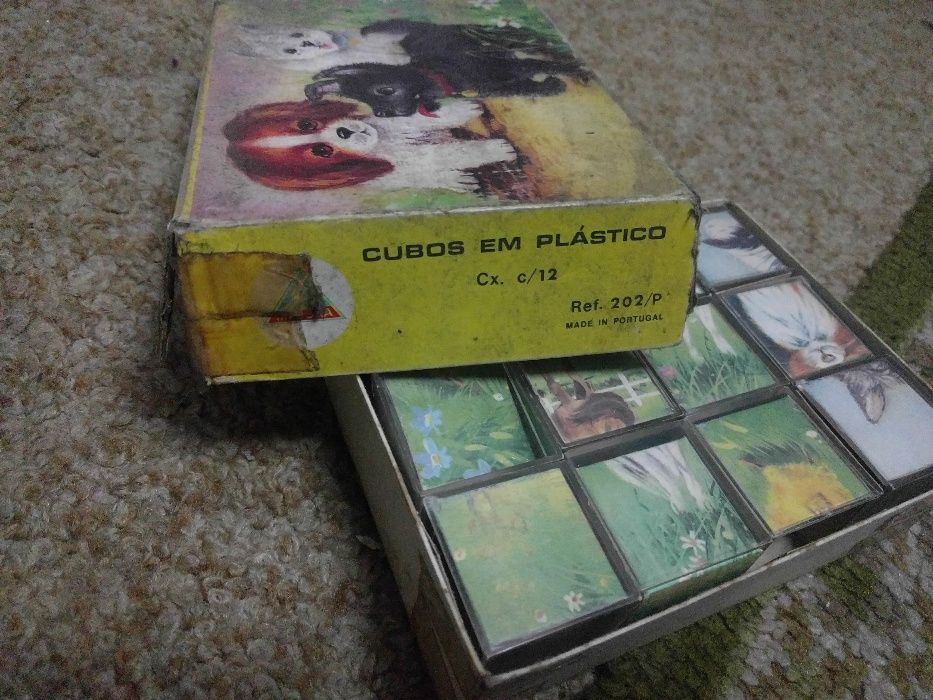 CUBOS EM PLÁSTICO
Cx. c/12
Ref. 202/P
MADE IN PORTUGAL